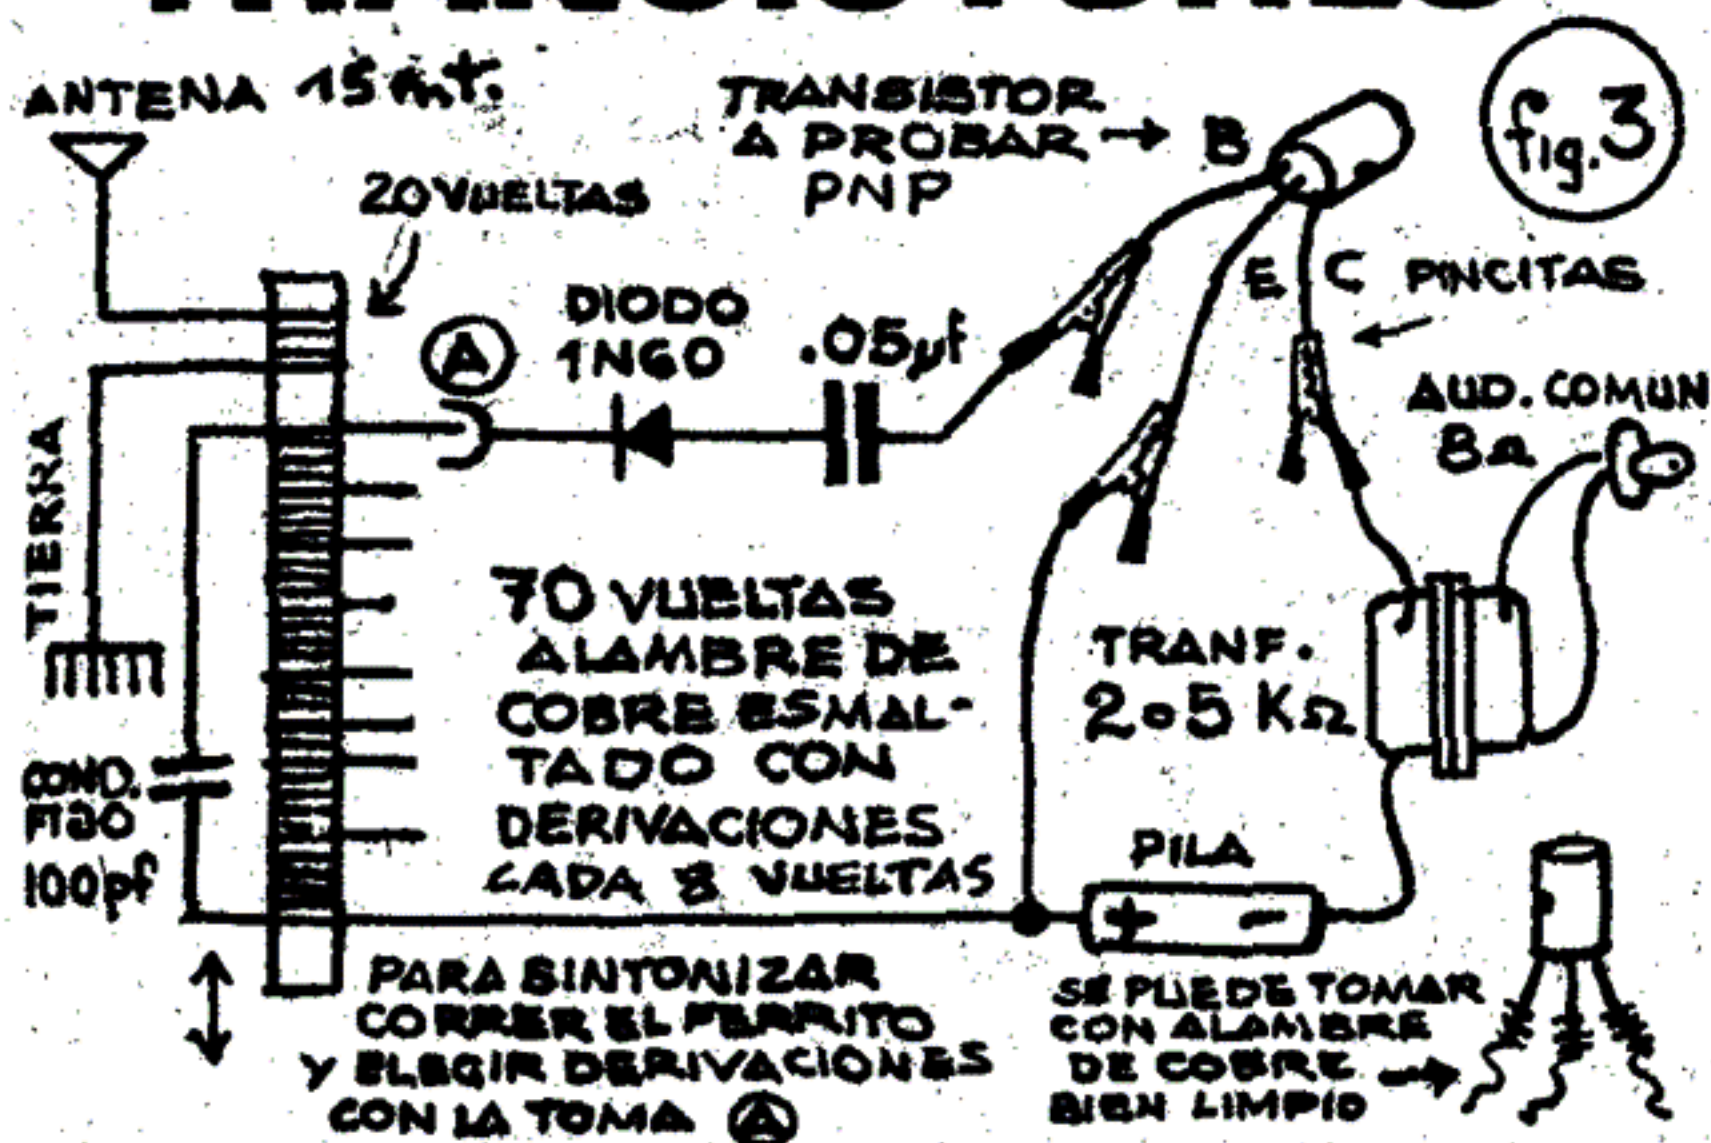 ANTENA 15 mt.
TRANSISTOR
A PROBAR → B
PNP
fig. 3
20 VUELTAS
E C PINCITAS
DIODO
1N60
A
.05µf
AUD. COMUN
8Ω
TIERRA
70 VUELTAS
ALAMBRE DE
COBRE ESMAL-
TADO CON
DERIVACIONES
CADA 8 VUELTAS
TRANF.
2 o 5 KΩ
COND.
FIJO
100 pf
PILA
+ -
PARA SINTONIZAR
CORRER EL FERRITO
Y ELEGIR DERIVACIONES
CON LA TOMA A
SE PUEDE TOMAR
CON ALAMBRE
DE COBRE →
BIEN LIMPIO